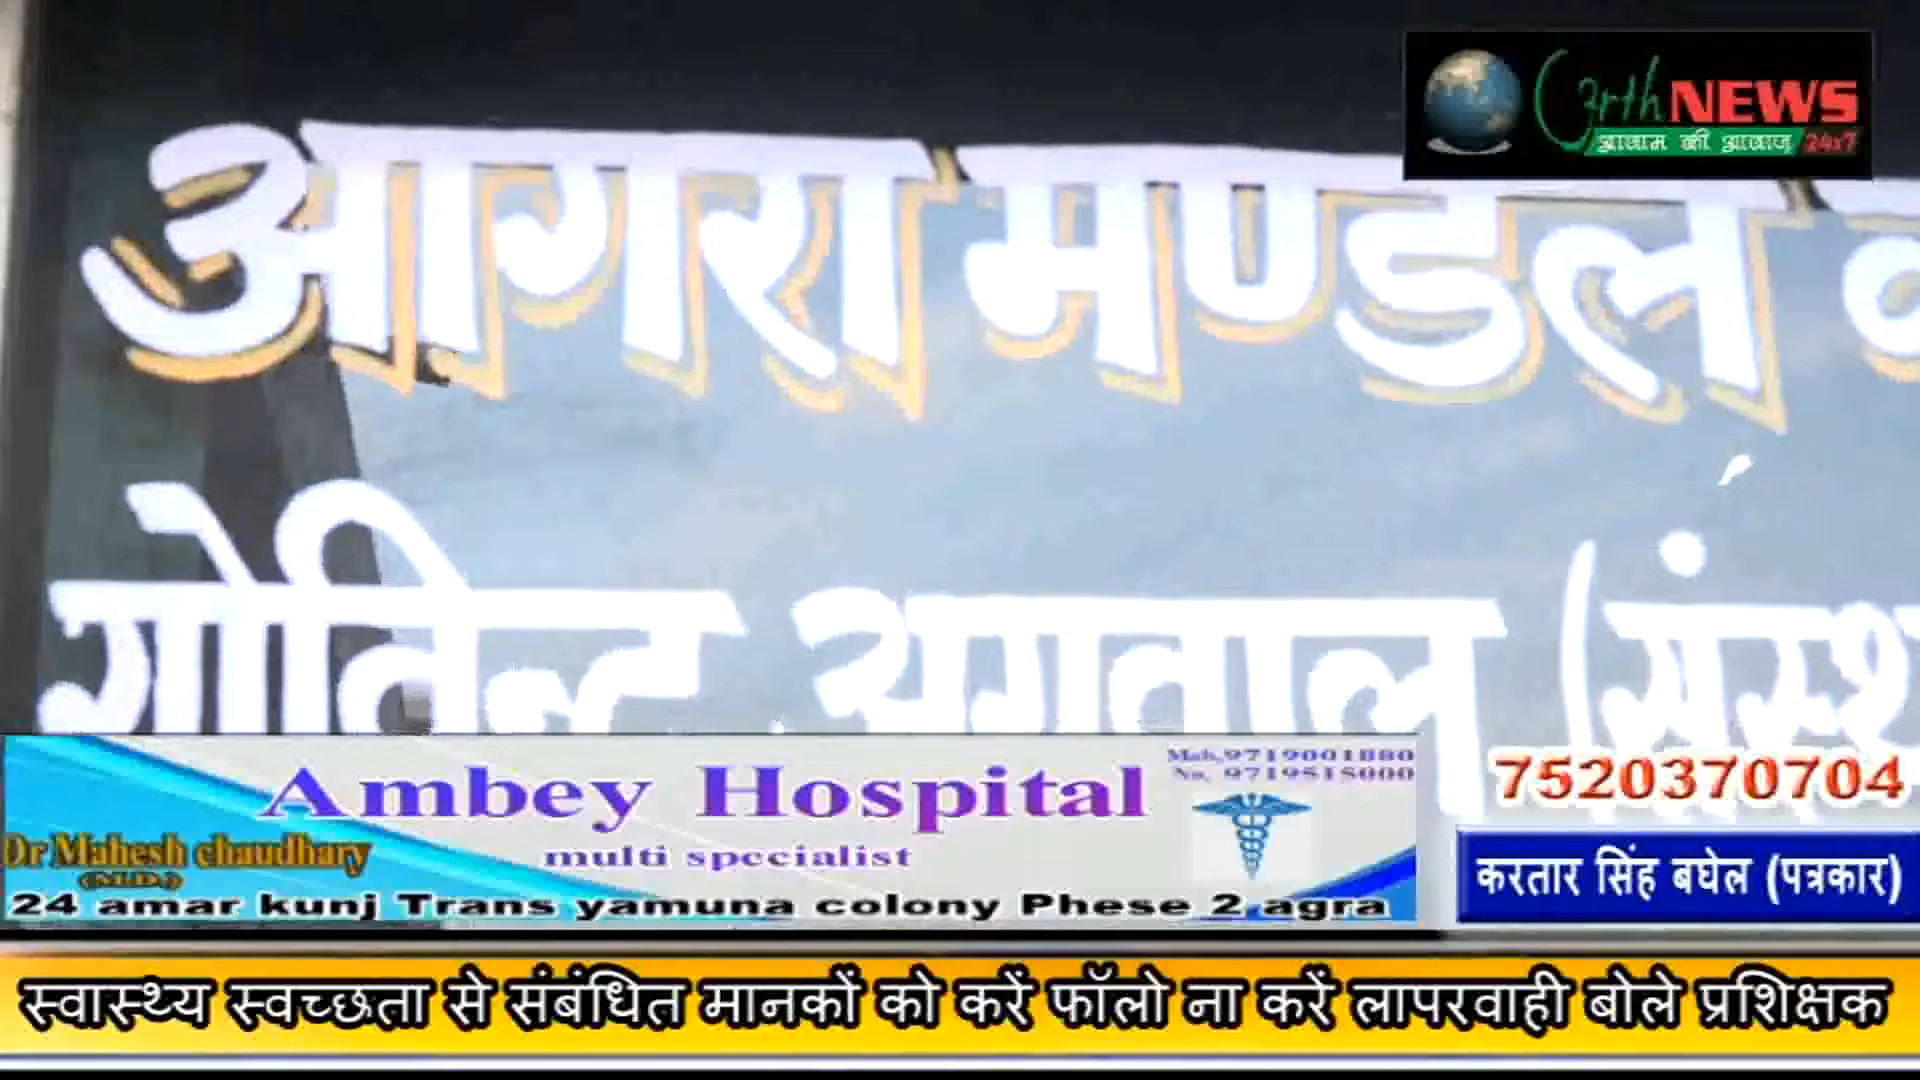 earth NEWS
आवाम की आवाज़ 24x7
आगरा मण्डल
गोविन्द अग्रवाल
Ambey Hospital
Mob.9719001880
No. 9719515000
multi specialist
Dr Mahesh chaudhary
(M.D.)
24 amar kunj Trans yamuna colony Phese 2 agra
7520370704
करतार सिंह बघेल (पत्रकार)
स्वास्थ्य स्वच्छता से संबंधित मानकों को करें फॉलो ना करें लापरवाही बोले प्रशिक्षक